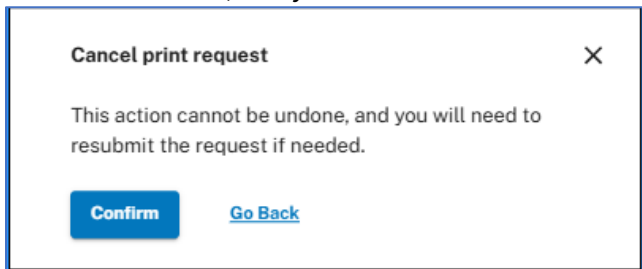 Cancel print request
This action cannot be undone, and you will need to
resubmit the request if needed.
Confirm Go Back